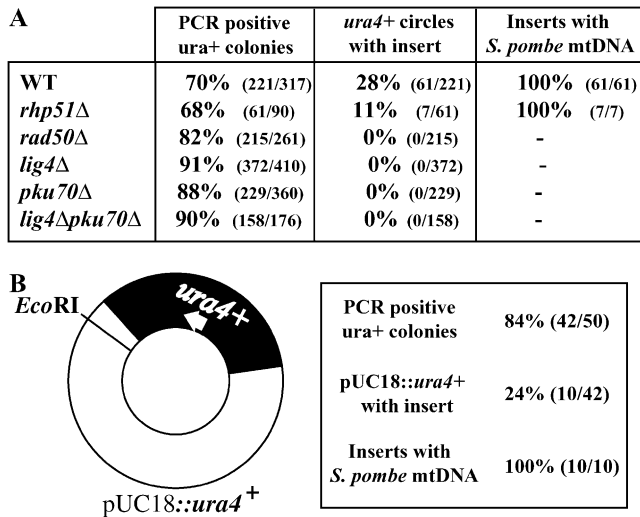 A
PCR positive ura+ colonies
ura4+ circles with insert
Inserts with S. pombe mtDNA
WT 70% (221/317) 28% (61/221) 100% (61/61)
rhp51Δ 68% (61/90) 11% (7/61) 100% (7/7)
rad50Δ 82% (215/261) 0% (0/215) -
lig4Δ 91% (372/410) 0% (0/372) -
pku70Δ 88% (229/360) 0% (0/229) -
lig4Δpku70Δ 90% (158/176) 0% (0/158) -
B
EcoRI
ura4+
pUC18::ura4+
PCR positive
ura+ colonies 84% (42/50)
pUC18::ura4+
with insert 24% (10/42)
Inserts with
S. pombe mtDNA 100% (10/10)